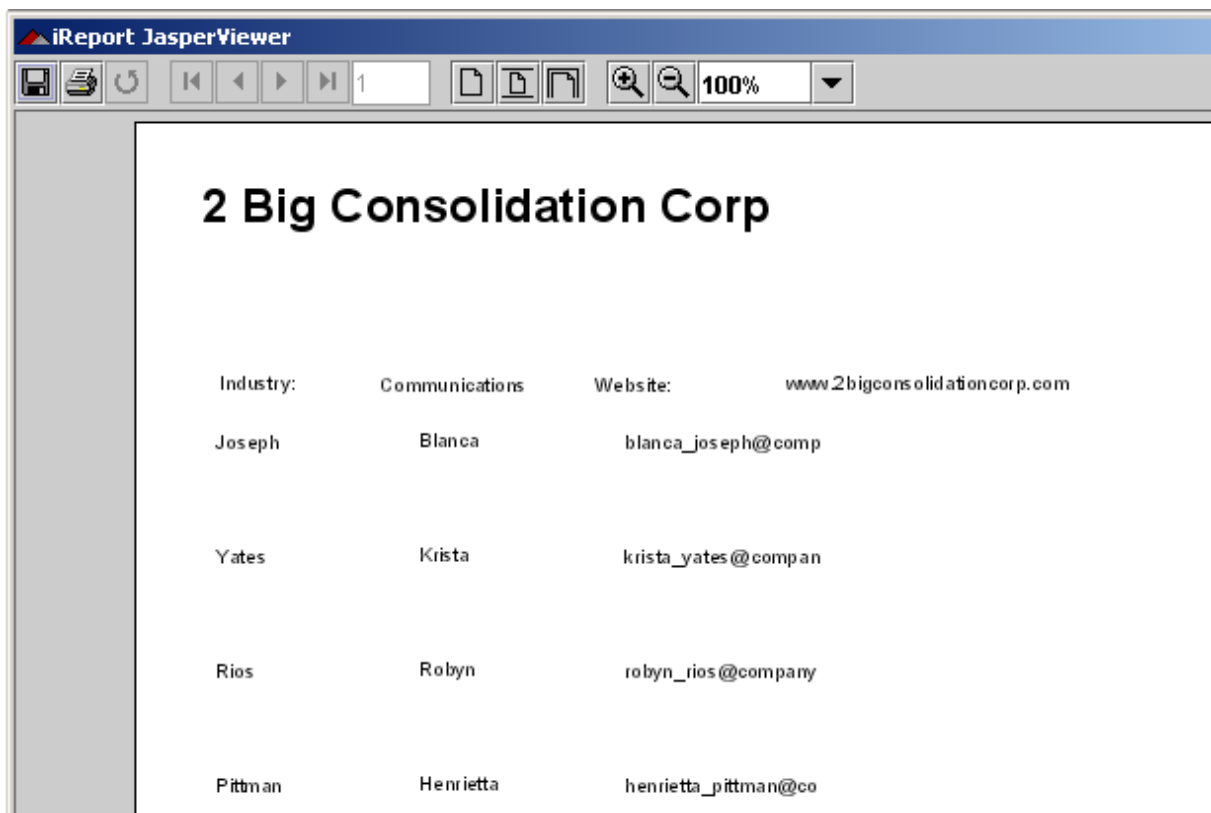 iReport JasperViewer
1 100%
2 Big Consolidation Corp
Industry: Communications Website: www.2bigconsolidationcorp.com
Joseph Blanca blanca_joseph@comp
Yates Krista krista_yates@compan
Rios Robyn robyn_rios@company
Pittman Henrietta henrietta_pittman@co